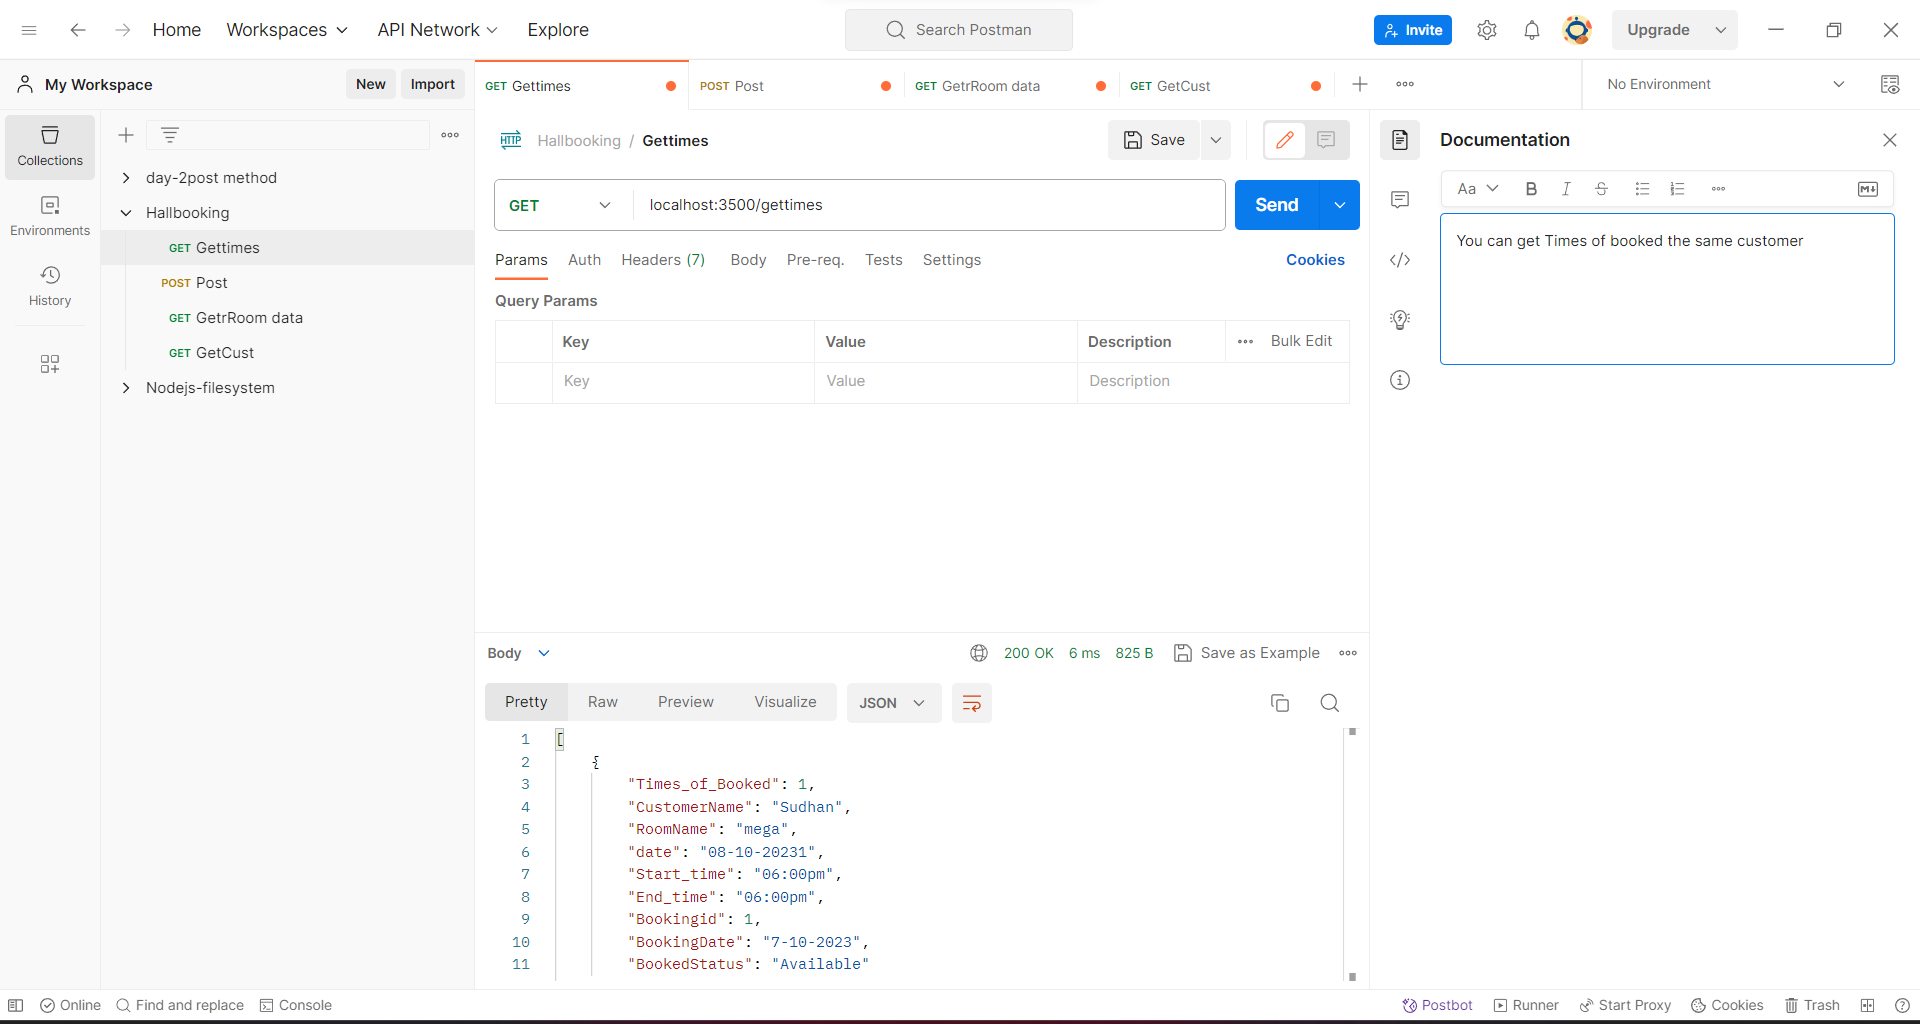 Home Workspaces API Network Explore Search Postman Invite Upgrade
My Workspace New Import
GET Gettimes POST Post GET GetrRoom data GET GetCust No Environment
Collections
Environments
History
day-2post method
Hallbooking
GET Gettimes
POST Post
GET GetrRoom data
GET GetCust
Nodejs-filesystem
HTTP Hallbooking / Gettimes Save
GET localhost:3500/gettimes Send
Params Auth Headers (7) Body Pre-req. Tests Settings Cookies
Query Params
Key Value Description Bulk Edit
Key Value Description
Documentation
Aa B I S
You can get Times of booked the same customer
Body 200 OK 6 ms 825 B Save as Example
Pretty Raw Preview Visualize JSON
1 [
2 {
3 "Times_of_Booked": 1,
4 "CustomerName": "Sudhan",
5 "RoomName": "mega",
6 "date": "08-10-20231",
7 "Start_time": "06:00pm",
8 "End_time": "06:00pm",
9 "Bookingid": 1,
10 "BookingDate": "7-10-2023",
11 "BookedStatus": "Available"
Online Find and replace Console Postbot Runner Start Proxy Cookies Trash